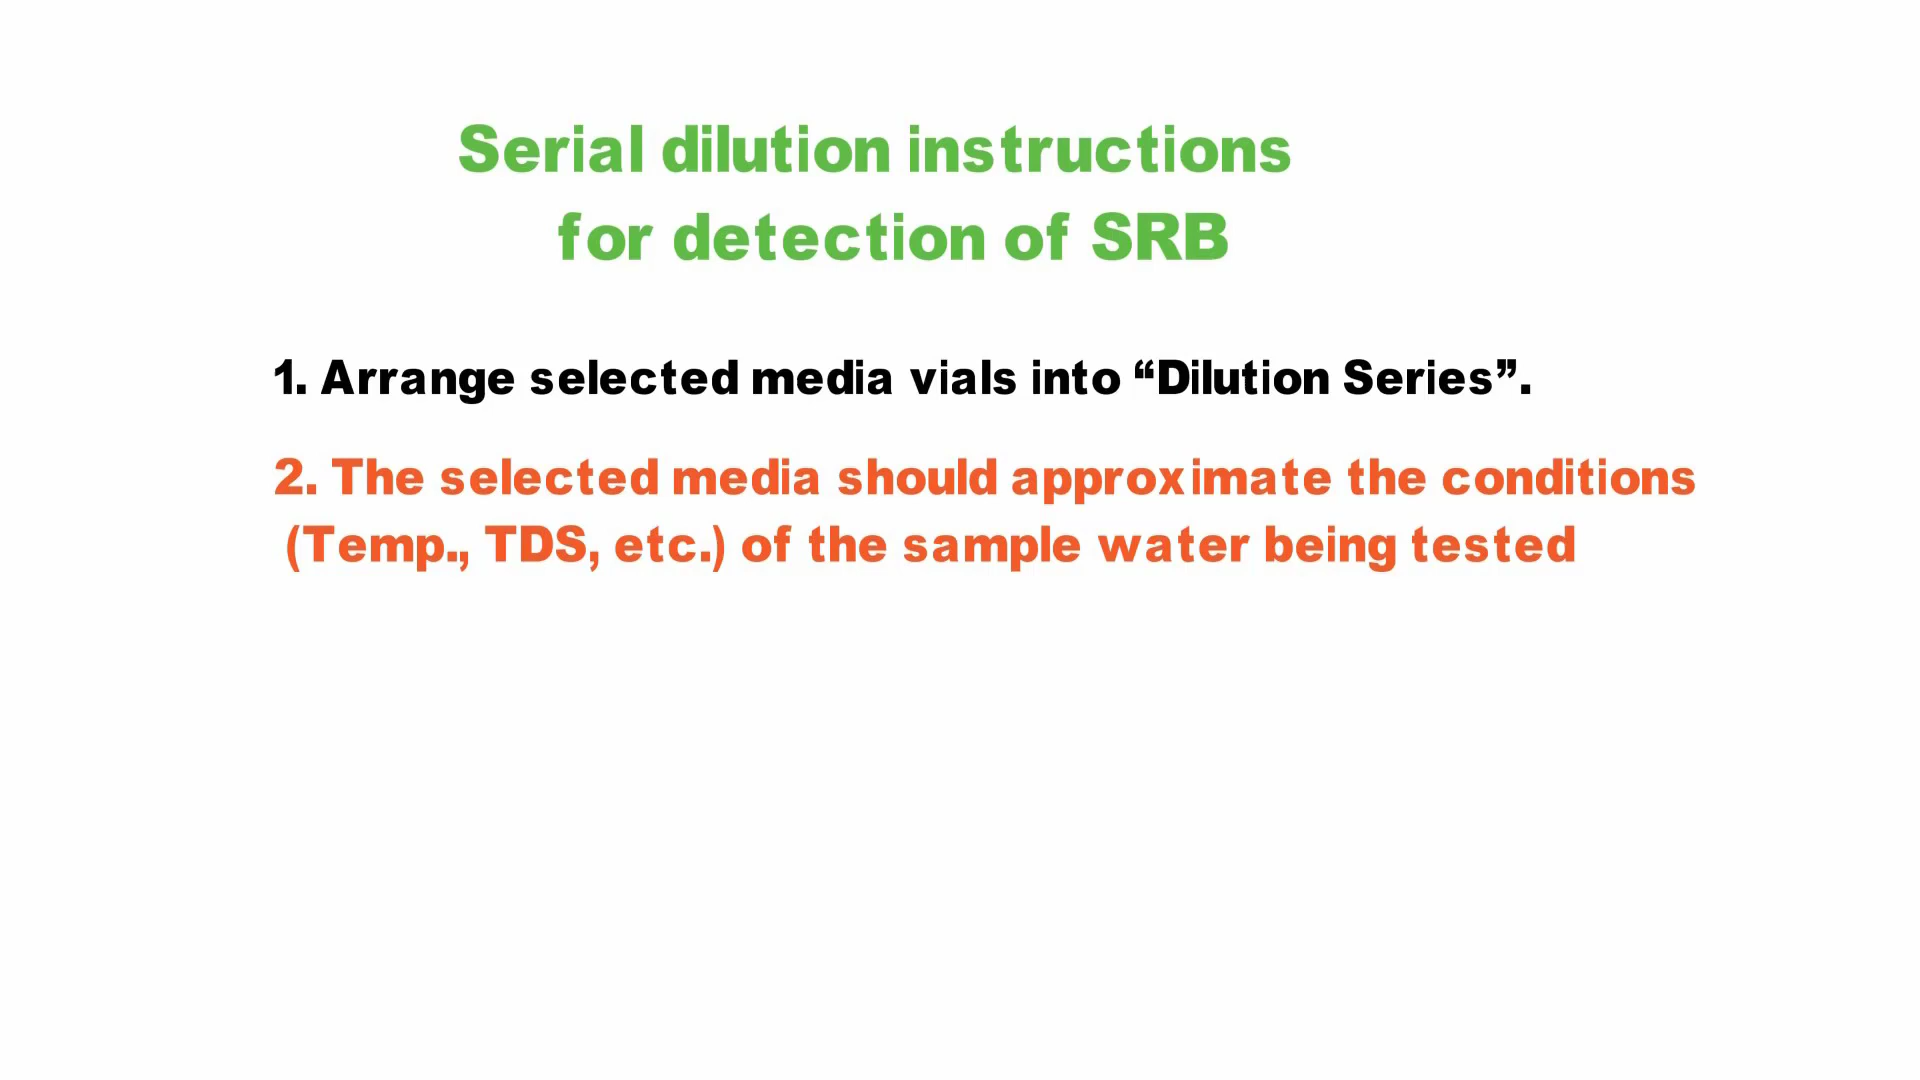 Serial dilution instructions
for detection of SRB
1. Arrange selected media vials into “Dilution Series”.
2. The selected media should approximate the conditions
(Temp., TDS, etc.) of the sample water being tested